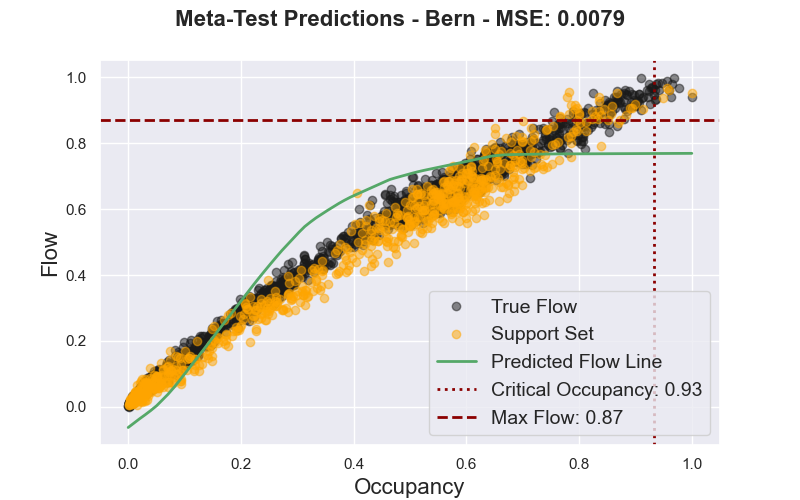 Meta-Test Predictions - Bern - MSE: 0.0079
1.0
0.8
0.6
0.4
0.2
0.0
Flow
True Flow
Support Set
Predicted Flow Line
Critical Occupancy: 0.93
Max Flow: 0.87
0.0 0.2 0.4 0.6 0.8 1.0
Occupancy